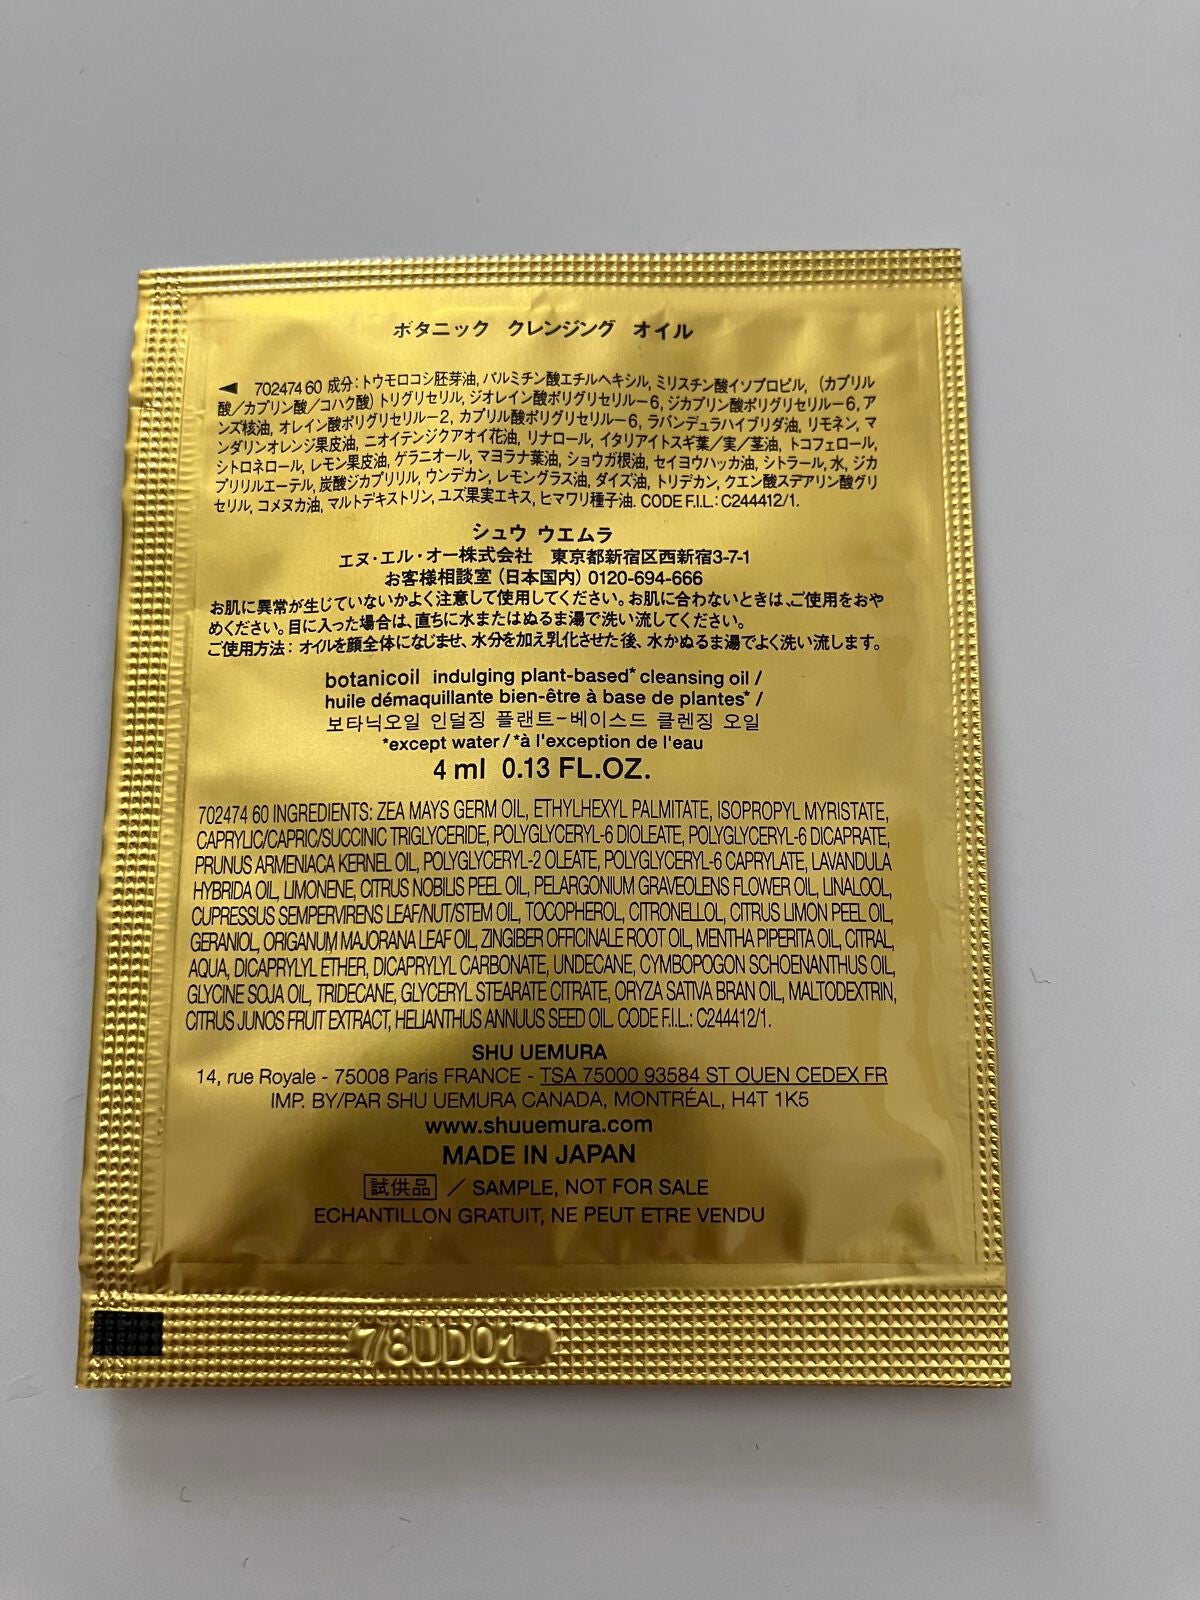 ボタニック クレンジング オイル
◄ 702474 60 成分：トウモロコシ胚芽油, パルミチン酸エチルヘキシル, ミリスチン酸イソプロピル, （カプリル
酸／カプリン酸／コハク酸）トリグリセリル, ジオレイン酸ポリグリセリル－6, ジカプリン酸ポリグリセリル－6, ア
ンズ核油, オレイン酸ポリグリセリル－2, カプリル酸ポリグリセリル－6, ラバンデュラハイブリダ油, リモネン, マ
ンダリンオレンジ果皮油, ニオイテンジクアオイ花油, リナロール, イタリアイトスギ葉／実／茎油, トコフェロール,
シトロネロール, レモン果皮油, ゲラニオール, マヨラナ葉油, ショウガ根油, セイヨウハッカ油, シトラール, 水, ジカ
プリリルエーテル, 炭酸ジカプリリル, ウンデカン, レモングラス油, ダイズ油, トリデカン, クエン酸ステアリン酸グリ
セリル, コメヌカ油, マルトデキストリン, ユズ果実エキス, ヒマワリ種子油. CODE F.I.L.: C244412/1.
シュウ ウエムラ
エヌ・エル・オー株式会社 東京都新宿区西新宿3-7-1
お客様相談室（日本国内）0120-694-666
お肌に異常が生じていないかよく注意して使用してください。お肌に合わないときは、ご使用をおや
めください。目に入った場合は、直ちに水またはぬるま湯で洗い流してください。
ご使用方法：オイルを顔全体になじませ、水分を加え乳化させた後、水かぬるま湯でよく洗い流します。
botanicoil indulging plant-based* cleansing oil /
huile démaquillante bien-être à base de plantes* /
보타닉오일 인덜징 플랜트-베이스드 클렌징 오일
*except water / *à l'exception de l'eau
4 ml 0.13 FL.OZ.
702474 60 INGREDIENTS: ZEA MAYS GERM OIL, ETHYLHEXYL PALMITATE, ISOPROPYL MYRISTATE,
CAPRYLIC/CAPRIC/SUCCINIC TRIGLYCERIDE, POLYGLYCERYL-6 DIOLEATE, POLYGLYCERYL-6 DICAPRATE,
PRUNUS ARMENIACA KERNEL OIL, POLYGLYCERYL-2 OLEATE, POLYGLYCERYL-6 CAPRYLATE, LAVANDULA
HYBRIDA OIL, LIMONENE, CITRUS NOBILIS PEEL OIL, PELARGONIUM GRAVEOLENS FLOWER OIL, LINALOOL,
CUPRESSUS SEMPERVIRENS LEAF/NUT/STEM OIL, TOCOPHEROL, CITRONELLOL, CITRUS LIMON PEEL OIL,
GERANIOL, ORIGANUM MAJORANA LEAF OIL, ZINGIBER OFFICINALE ROOT OIL, MENTHA PIPERITA OIL, CITRAL,
AQUA, DICAPRYLYL ETHER, DICAPRYLYL CARBONATE, UNDECANE, CYMBOPOGON SCHOENANTHUS OIL,
GLYCINE SOJA OIL, TRIDECANE, GLYCERYL STEARATE CITRATE, ORYZA SATIVA BRAN OIL, MALTODEXTRIN,
CITRUS JUNOS FRUIT EXTRACT, HELIANTHUS ANNUUS SEED OIL. CODE F.I.L.: C244412/1.
SHU UEMURA
14, rue Royale - 75008 Paris FRANCE - TSA 75000 93584 ST OUEN CEDEX FR
IMP. BY/PAR SHU UEMURA CANADA, MONTRÉAL, H4T 1K5
www.shuuemura.com
MADE IN JAPAN
試供品 / SAMPLE, NOT FOR SALE
ECHANTILLON GRATUIT, NE PEUT ETRE VENDU
78UD01